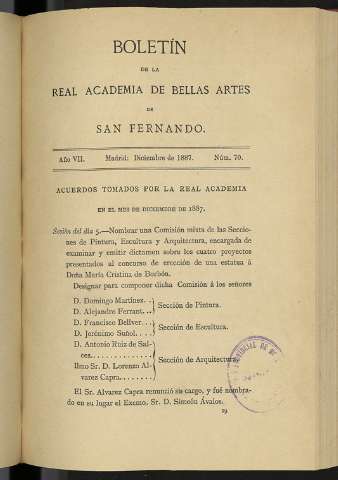 BOLETÍN
DE LA
REAL ACADEMIA DE BELLAS ARTES
DE
SAN FERNANDO.
Año VII. Madrid: Diciembre de 1887. Núm. 70.
ACUERDOS TOMADOS POR LA REAL ACADEMIA
EN EL MES DE DICIEMBRE DE 1887.
Sesión del día 5.—Nombrar una Comisión mixta de las Seccio-
nes de Pintura, Escultura y Arquitectura, encargada de
examinar y emitir dictamen sobre los cuatro proyectos
presentados al concurso de erección de una estatua á
Doña María Cristina de Borbón.
Designar para componer dicha Comisión á los señores
D. Domingo Martínez. . .
D. Alejandro Ferrant. . .
Sección de Pintura.
D. Francisco Bellver. . .
D. Jerónimo Suñol. . . .
Sección de Escultura.
D. Antonio Ruiz de Sal-
ces. . . . . . . . . . . . .
Ilmo Sr. D. Lorenzo Al-
varez Capra. . . . . . . .
Sección de Arquitectura.
El Sr. Alvarez Capra renunció su cargo, y fué nombra-
do en su lugar el Excmo. Sr. D. Simeón Ávalos.
29